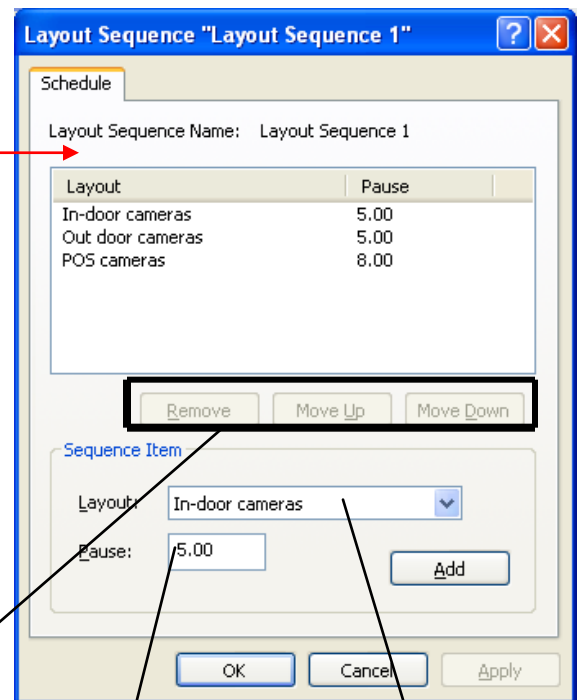 Layout Sequence "Layout Sequence 1"
Schedule
Layout Sequence Name: Layout Sequence 1
Layout Pause
In-door cameras 5.00
Out door cameras 5.00
POS cameras 8.00
Remove Move Up Move Down
Sequence Item
Layout: In-door cameras
Pause: 5.00
Add
OK Cancel Apply